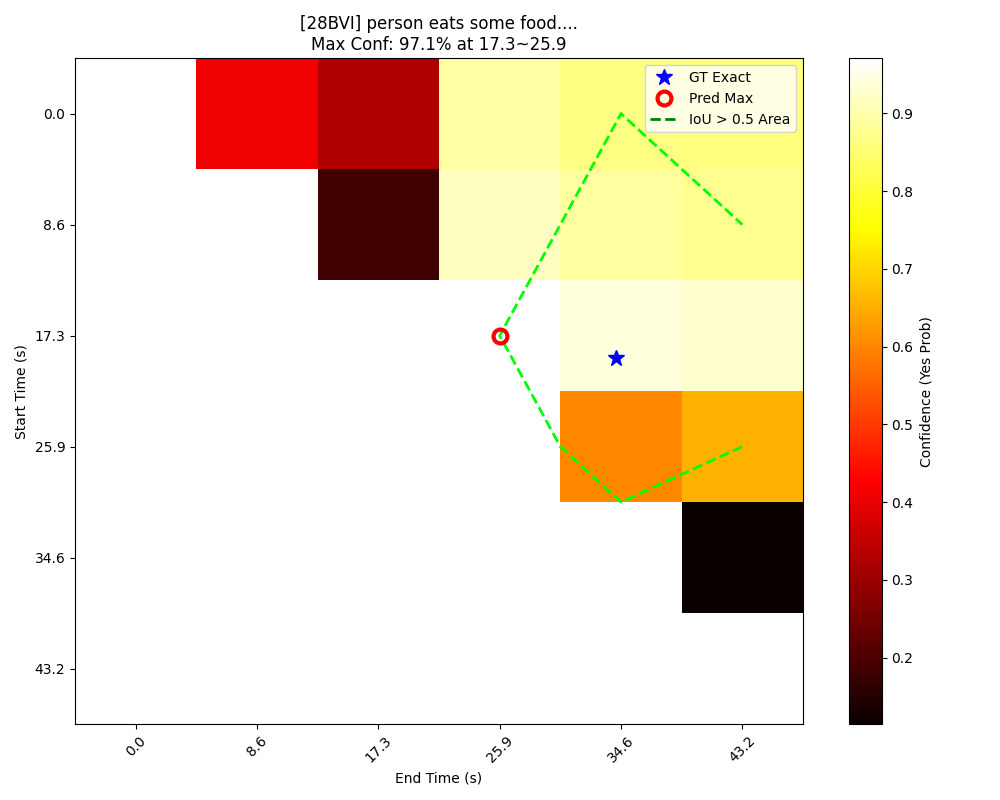 [28BVI] person eats some food....
Max Conf: 97.1% at 17.3~25.9
GT Exact
Pred Max
IoU > 0.5 Area
0.0
8.6
17.3
25.9
34.6
43.2
Start Time (s)
0.0
8.6
17.3
25.9
34.6
43.2
End Time (s)
0.9
0.8
0.7
0.6
0.5
0.4
0.3
0.2
Confidence (Yes Prob)